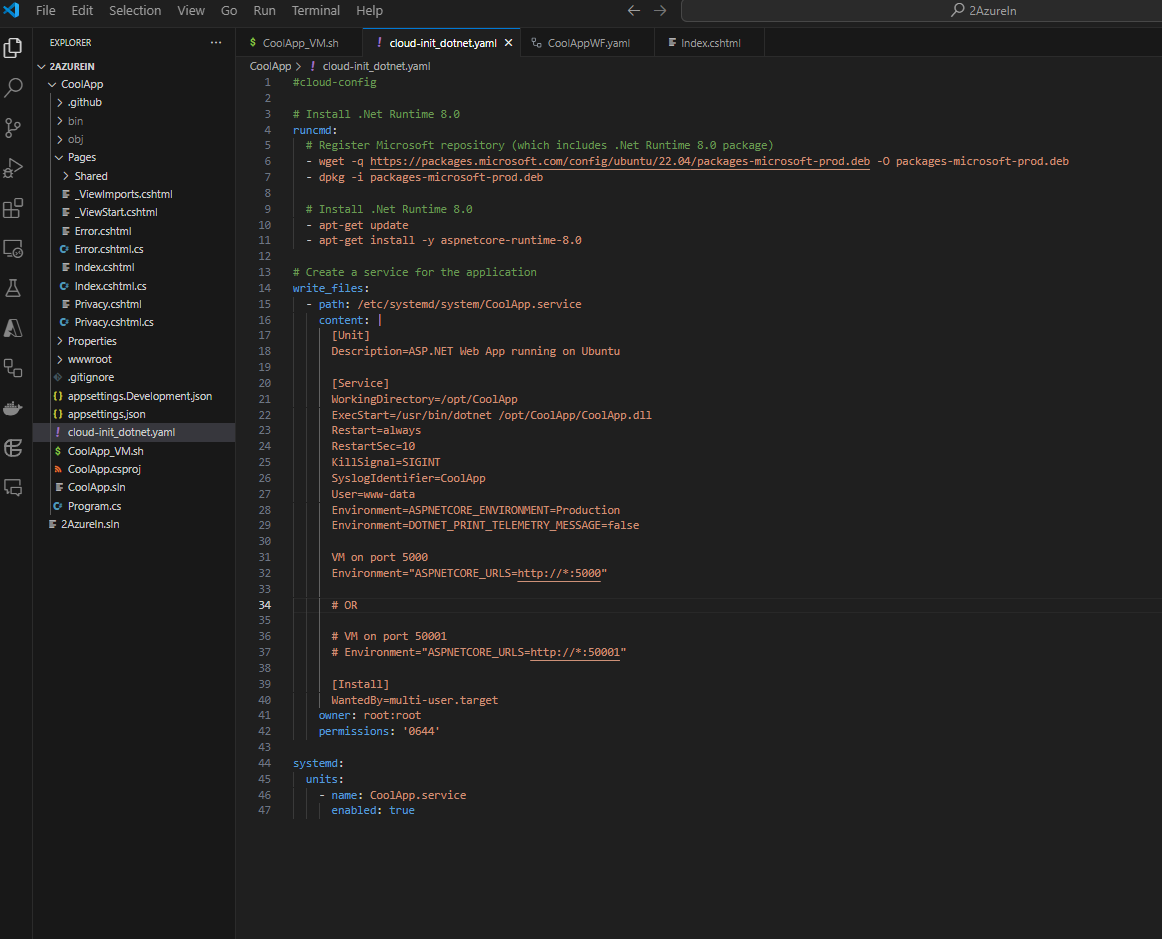 File Edit Selection View Go Run Terminal Help
2AzureIn
EXPLORER
2AZUREIN
CoolApp
.github
bin
obj
Pages
Shared
_ViewImports.cshtml
_ViewStart.cshtml
Error.cshtml
Error.cshtml.cs
Index.cshtml
Index.cshtml.cs
Privacy.cshtml
Privacy.cshtml.cs
Properties
wwwroot
.gitignore
appsettings.Development.json
appsettings.json
cloud-init_dotnet.yaml
CoolApp_VM.sh
CoolApp.csproj
CoolApp.sln
Program.cs
2AzureIn.sln
CoolApp_VM.sh cloud-init_dotnet.yaml CoolAppWF.yaml Index.cshtml
CoolApp > ! cloud-init_dotnet.yaml
1 #cloud-config
2
3 # Install .Net Runtime 8.0
4 runcmd:
5 # Register Microsoft repository (which includes .Net Runtime 8.0 package)
6 - wget -q https://packages.microsoft.com/config/ubuntu/22.04/packages-microsoft-prod.deb -O packages-microsoft-prod.deb
7 - dpkg -i packages-microsoft-prod.deb
8
9 # Install .Net Runtime 8.0
10 - apt-get update
11 - apt-get install -y aspnetcore-runtime-8.0
12
13 # Create a service for the application
14 write_files:
15 - path: /etc/systemd/system/CoolApp.service
16 content: |
17 [Unit]
18 Description=ASP.NET Web App running on Ubuntu
19
20 [Service]
21 WorkingDirectory=/opt/CoolApp
22 ExecStart=/usr/bin/dotnet /opt/CoolApp/CoolApp.dll
23 Restart=always
24 RestartSec=10
25 KillSignal=SIGINT
26 SyslogIdentifier=CoolApp
27 User=www-data
28 Environment=ASPNETCORE_ENVIRONMENT=Production
29 Environment=DOTNET_PRINT_TELEMETRY_MESSAGE=false
30
31 VM on port 5000
32 Environment="ASPNETCORE_URLS=http://*:5000"
33
34 # OR
35
36 # VM on port 50001
37 # Environment="ASPNETCORE_URLS=http://*:50001"
38
39 [Install]
40 WantedBy=multi-user.target
41 owner: root:root
42 permissions: '0644'
43
44 systemd:
45 units:
46 - name: CoolApp.service
47 enabled: true